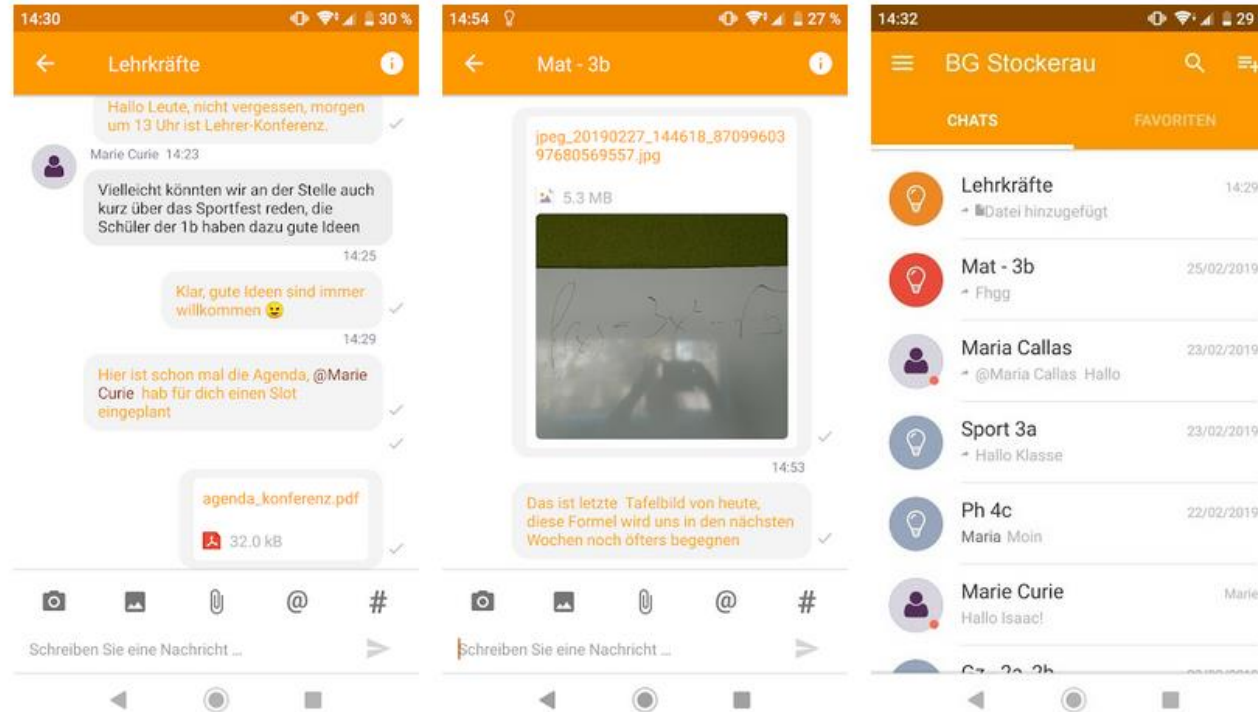 14:30
30 %
Lehrkräfte
Hallo Leute, nicht vergessen, morgen
um 13 Uhr ist Lehrer-Konferenz.
Marie Curie 14:23
Vielleicht könnten wir an der Stelle auch
kurz über das Sportfest reden, die
Schüler der 1b haben dazu gute Ideen
14:25
Klar, gute Ideen sind immer
willkommen 😉
14:29
Hier ist schon mal die Agenda, @Marie
Curie hab für dich einen Slot
eingeplant
agenda_konferenz.pdf
32.0 kB
@ #
Schreiben Sie eine Nachricht ...
14:54
27 %
Mat - 3b
jpeg_20190227_144618_87099603
97680569557.jpg
5.3 MB
14:53
Das ist letzte Tafelbild von heute,
diese Formel wird uns in den nächsten
Wochen noch öfters begegnen
@ #
Schreiben Sie eine Nachricht ...
14:32
29
BG Stockerau
CHATS
FAVORITEN
Lehrkräfte
14:29
Datei hinzugefügt
Mat - 3b
25/02/2019
Fhgg
Maria Callas
23/02/2019
@Maria Callas Hallo
Sport 3a
23/02/2019
Hallo Klasse
Ph 4c
22/02/2019
Maria Moin
Marie Curie
Marie
Hallo Isaac!